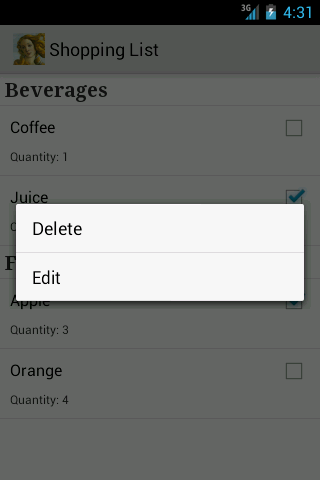 3G 4:31
Shopping List
Beverages
Coffee
Quantity: 1
Juice
Delete
Edit
Apple
Quantity: 3
Orange
Quantity: 4